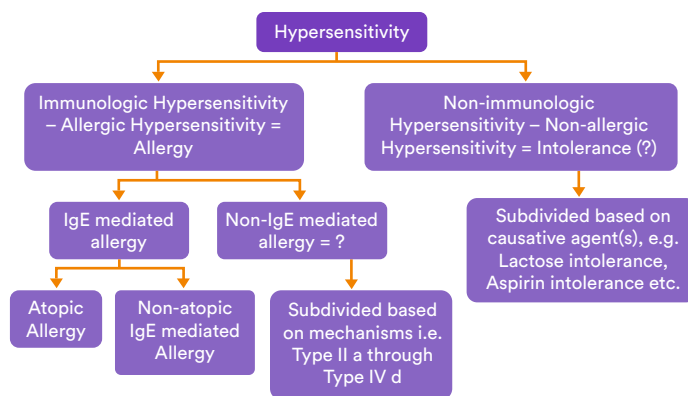 Hypersensitivity
Immunologic Hypersensitivity
– Allergic Hypersensitivity =
Allergy
Non-immunologic
Hypersensitivity – Non-allergic
Hypersensitivity = Intolerance (?)
IgE mediated
allergy
Non-IgE mediated
allergy = ?
Subdivided based on
causative agent(s), e.g.
Lactose intolerance,
Aspirin intolerance etc.
Atopic
Allergy
Non-atopic
IgE mediated
Allergy
Subdivided based
on mechanisms i.e.
Type II a through
Type IV d